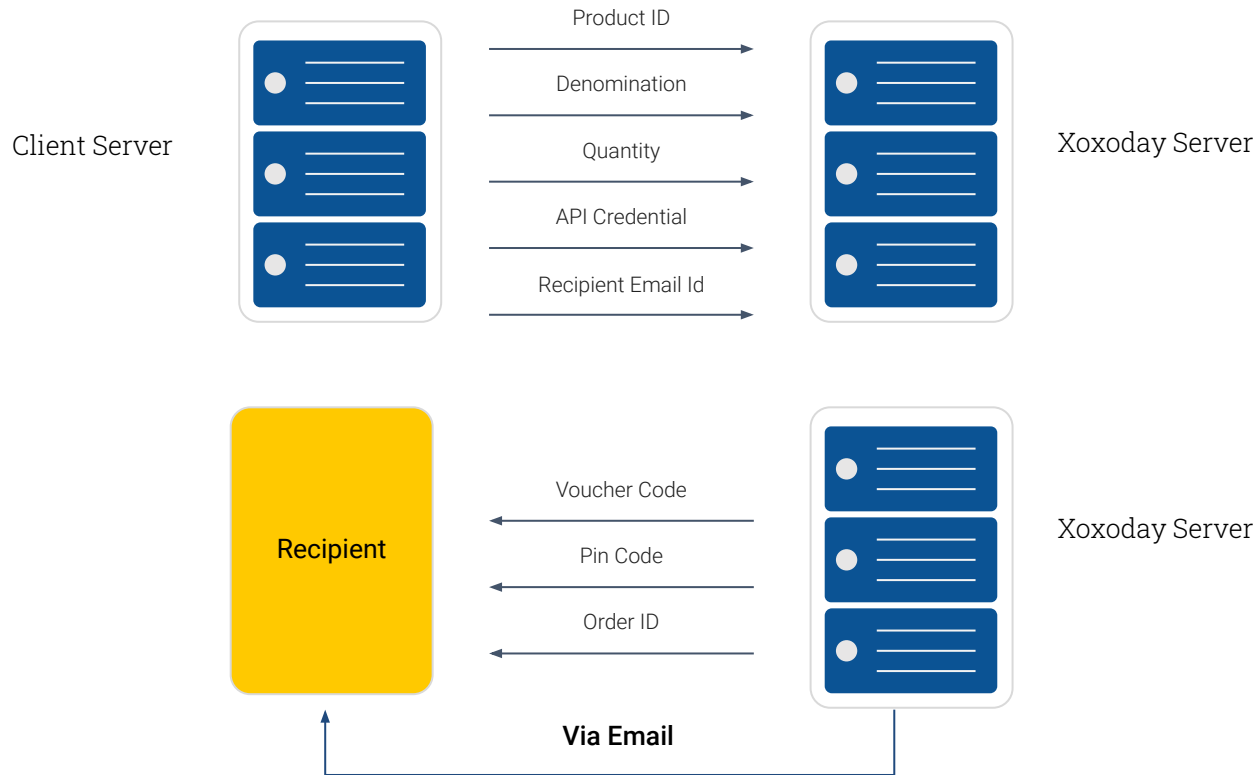 Product ID
Denomination
Client Server
Quantity
Xoxoday Server
API Credential
Recipient Email Id
Voucher Code
Recipient
Pin Code
Xoxoday Server
Order ID
Via Email